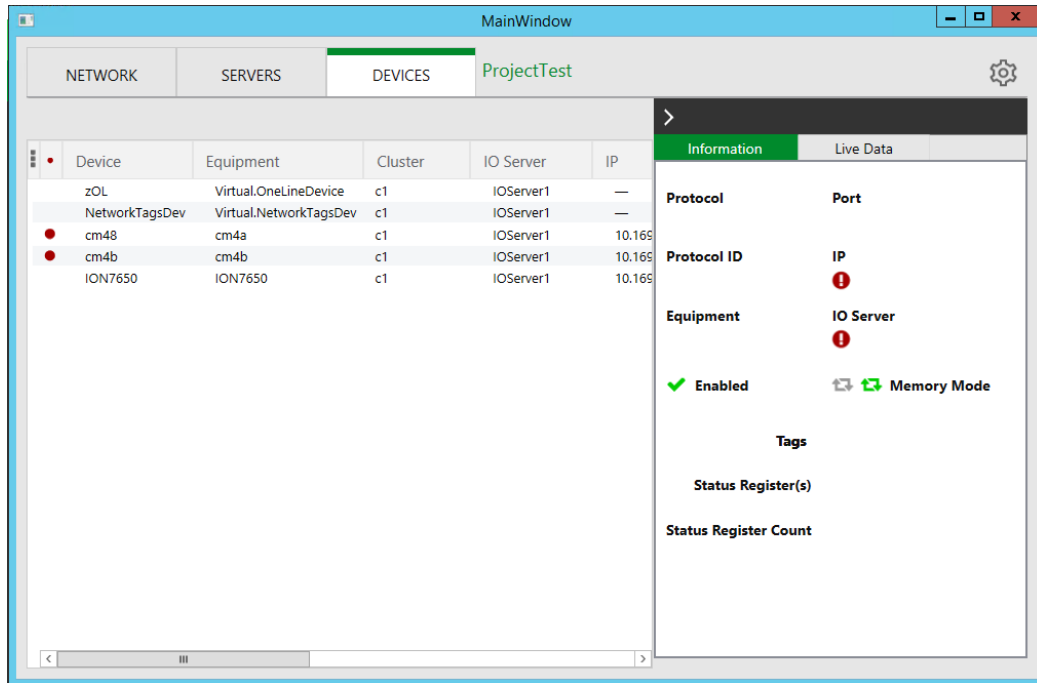 MainWindow
NETWORK SERVERS DEVICES ProjectTest
Information Live Data
Device Equipment Cluster IO Server IP
zOL Virtual.OneLineDevice c1 IOServer1 —
NetworkTagsDev Virtual.NetworkTagsDev c1 IOServer1 —
cm48 cm4a c1 IOServer1 10.169
cm4b cm4b c1 IOServer1 10.169
ION7650 ION7650 c1 IOServer1 10.169
Protocol Port
Protocol ID IP
Equipment IO Server
Enabled Memory Mode
Tags
Status Register(s)
Status Register Count